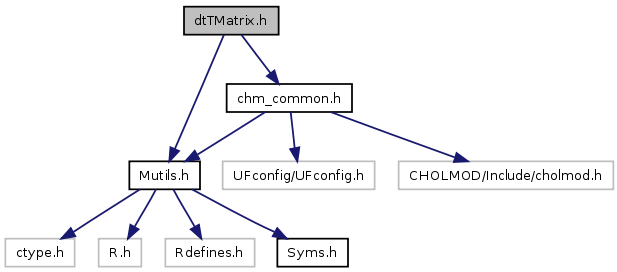 dtTMatrix.h
chm_common.h
Mutils.h
UFconfig/UFconfig.h
CHOLMOD/Include/cholmod.h
ctype.h
R.h
Rdefines.h
Syms.h